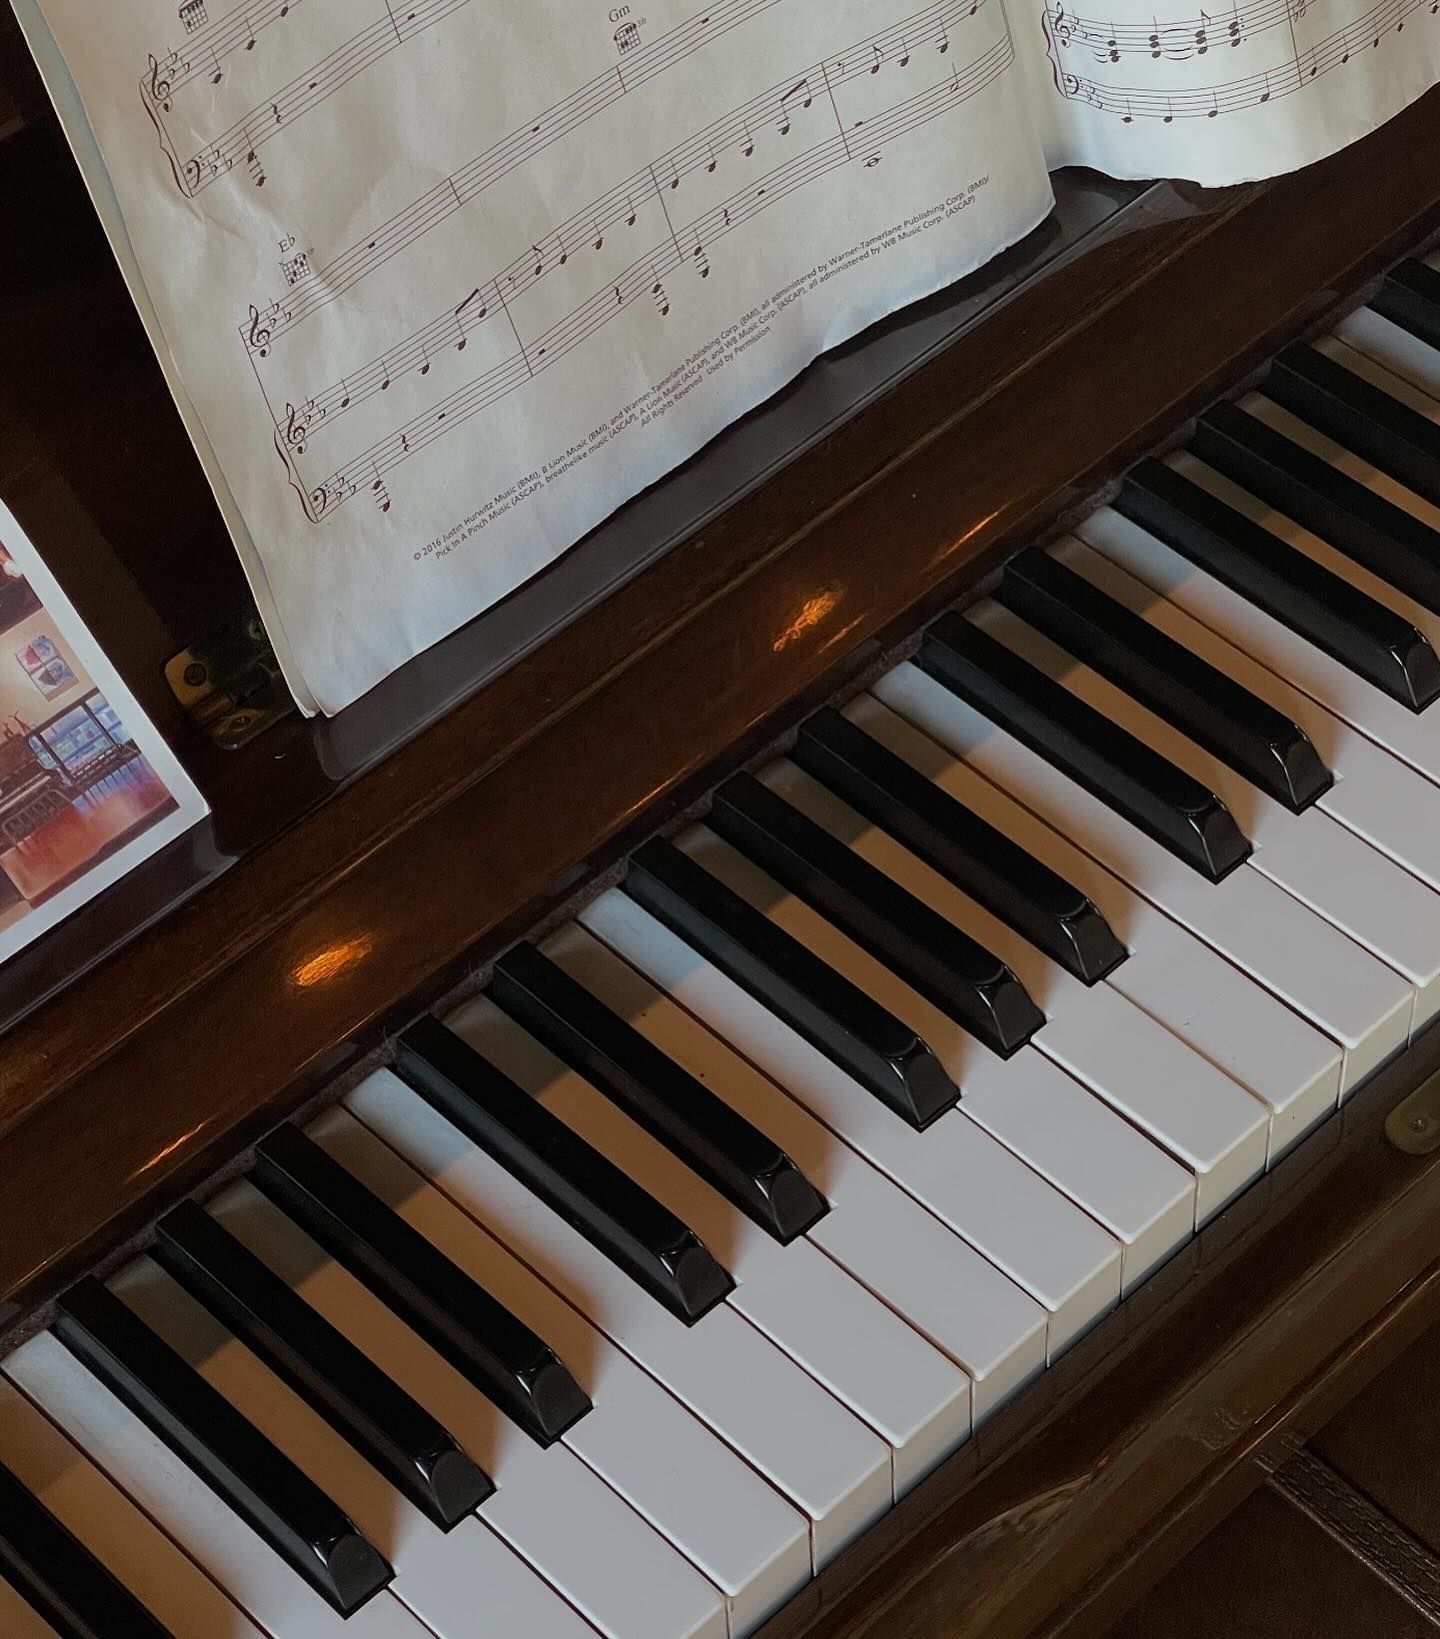 Gm
Eb
© 2016 Justin Hurwitz Music (BMI), B Lion Music (BMI), and Warner-Tamerlane Publishing Corp. (BMI), all administered by Warner-Tamerlane Publishing Corp. (BMI)/
Pick In A Pinch Music (ASCAP), breathelike music (ASCAP), A Lion Music (ASCAP), and WB Music Corp. (ASCAP), all administered by WB Music Corp. (ASCAP)
All Rights Reserved Used by Permission